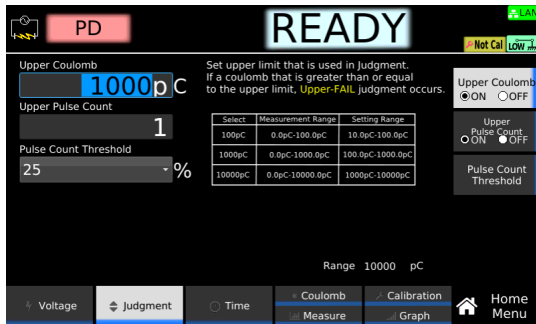 PD
READY
LAN
Not Cal
LOW
Upper Coulomb
1000p C
Upper Pulse Count
1
Pulse Count Threshold
25 %
Set upper limit that is used in Judgment.
If a coulomb that is greater than or equal
to the upper limit, Upper-FAIL judgment occurs.
Select Measurement Range Setting Range
100pC 0.0pC-100.0pC 10.0pC-100.0pC
1000pC 0.0pC-1000.0pC 100.0pC-1000.0pC
10000pC 0.0pC-10000.0pC 1000pC-10000pC
Range 10000 pC
Upper Coulomb
ON OFF
Upper
Pulse Count
ON OFF
Pulse Count
Threshold
Voltage
Judgment
Time
Coulomb
Measure
Calibration
Graph
Home
Menu